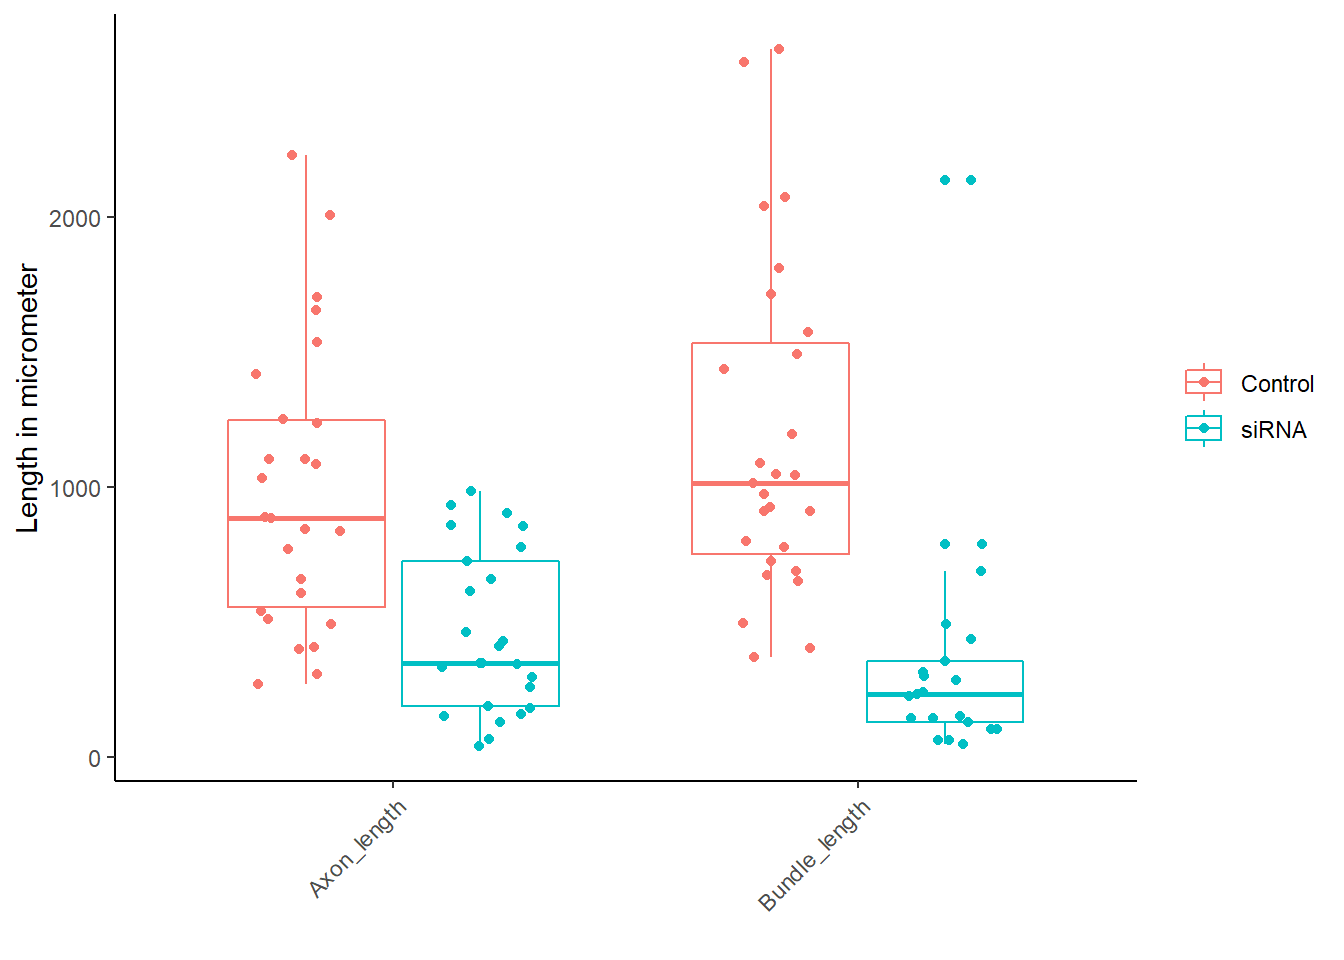 Length in micrometer
2000
1000
0
Axon_length
Bundle_length
Control
siRNA